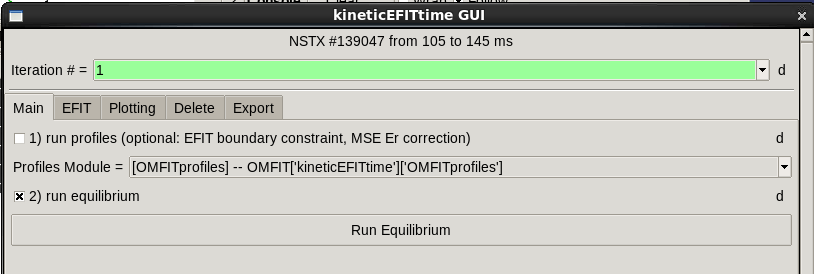 kineticEFITtime GUI
NSTX #139047 from 105 to 145 ms
Iteration # = 1 d
Main EFIT Plotting Delete Export
1) run profiles (optional: EFIT boundary constraint, MSE Er correction) d
Profiles Module = [OMFITprofiles] -- OMFIT['kineticEFITtime']['OMFITprofiles']
2) run equilibrium d
Run Equilibrium